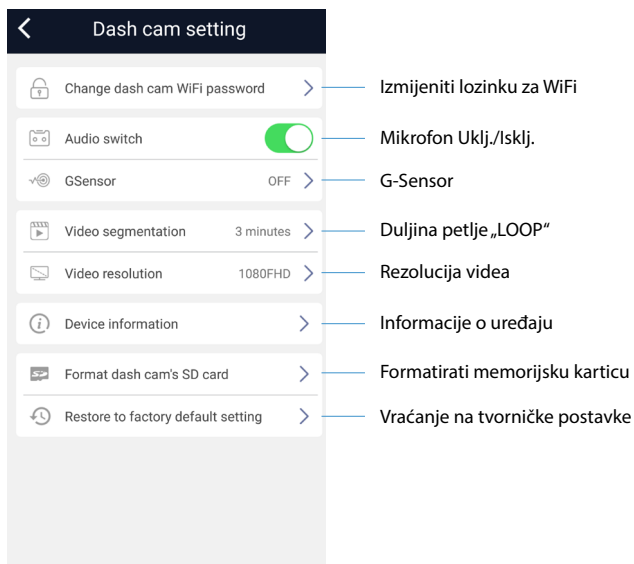 Dash cam setting
Change dash cam WiFi password
Izmijeniti lozinku za WiFi
Audio switch
Mikrofon Uklj./Isklj.
GSensor OFF
G-Sensor
Video segmentation 3 minutes
Duljina petlje „LOOP“
Video resolution 1080FHD
Rezolucija videa
Device information
Informacije o uređaju
Format dash cam's SD card
Formatirati memorijsku karticu
Restore to factory default setting
Vraćanje na tvorničke postavke